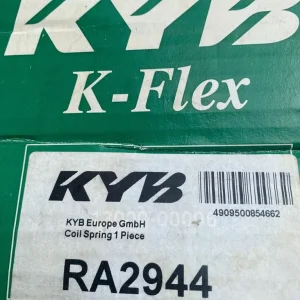 KYB
K-Flex
KYB
4909500854662
KYB Europe GmbH
Coil Spring 1 Piece
RA2944